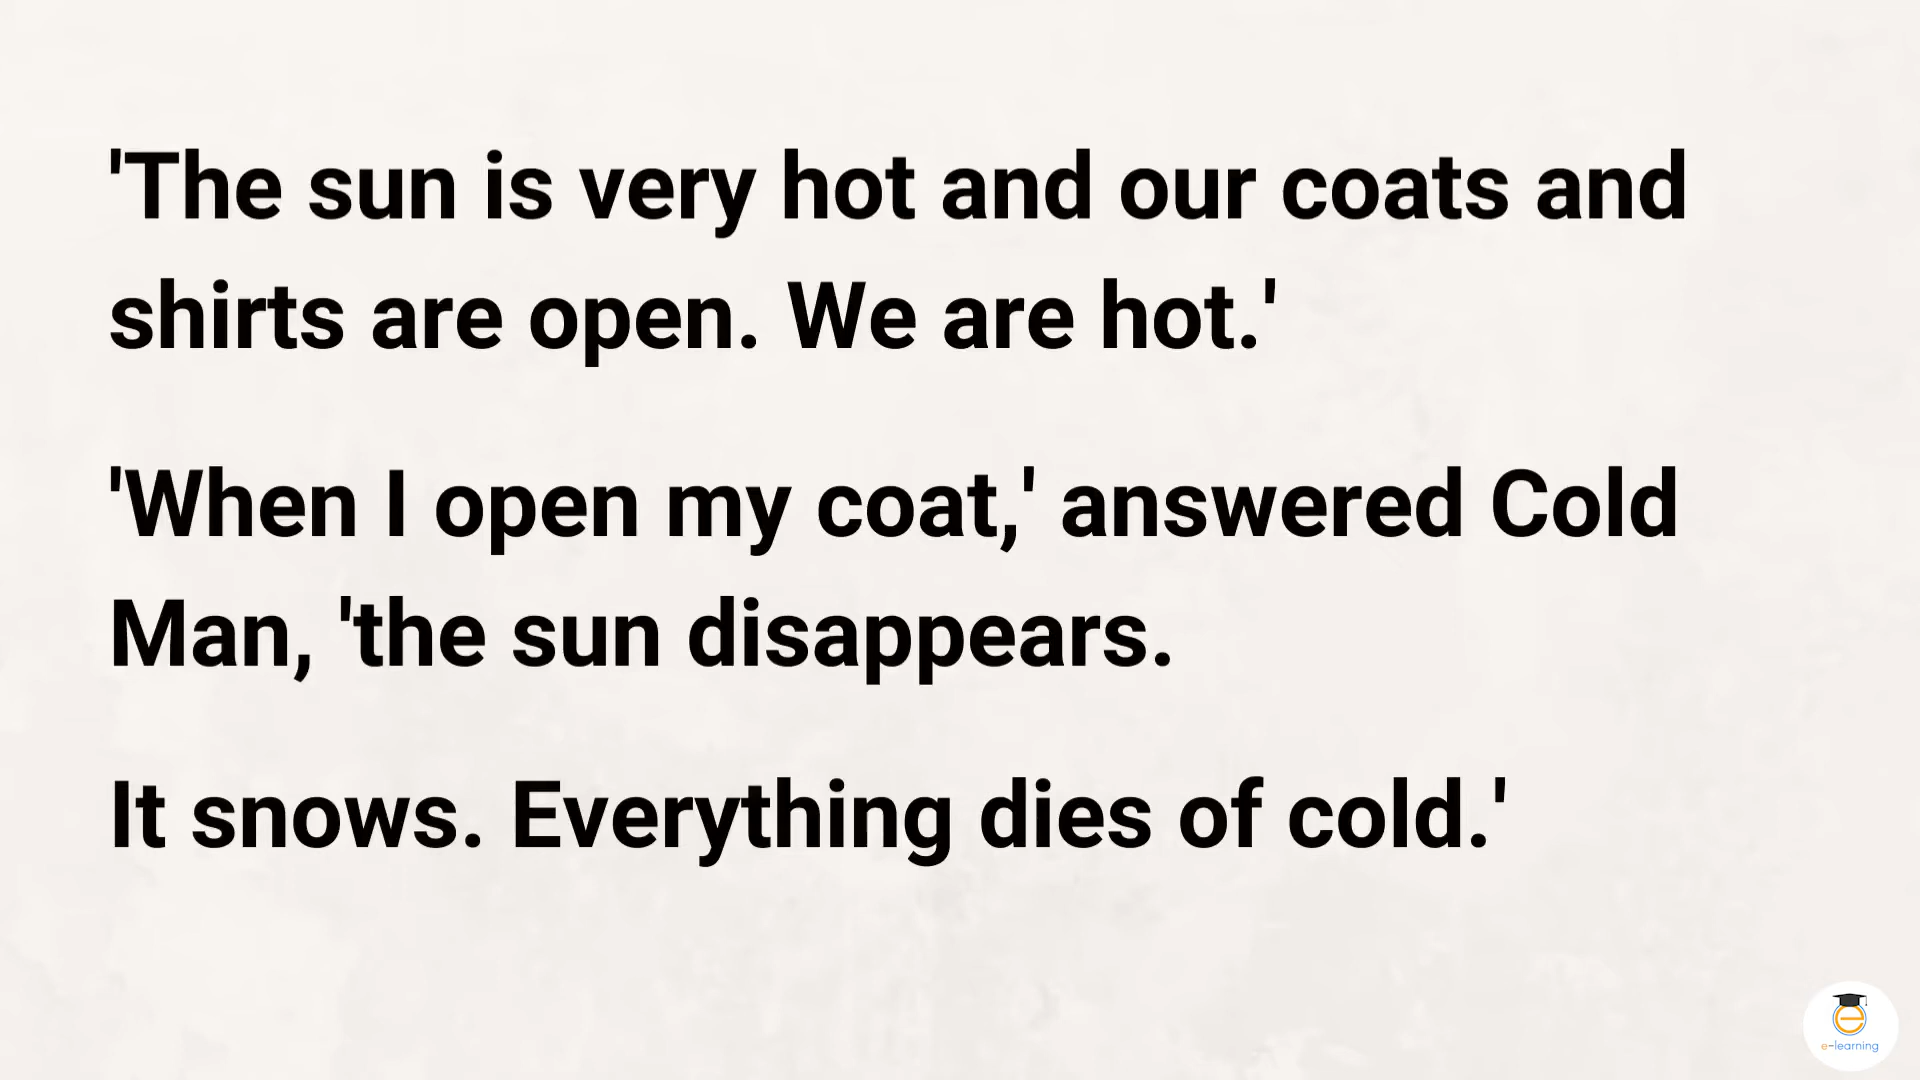 'The sun is very hot and our coats and
shirts are open. We are hot.'
'When I open my coat,' answered Cold
Man, 'the sun disappears.
It snows. Everything dies of cold.'
e
e-learning